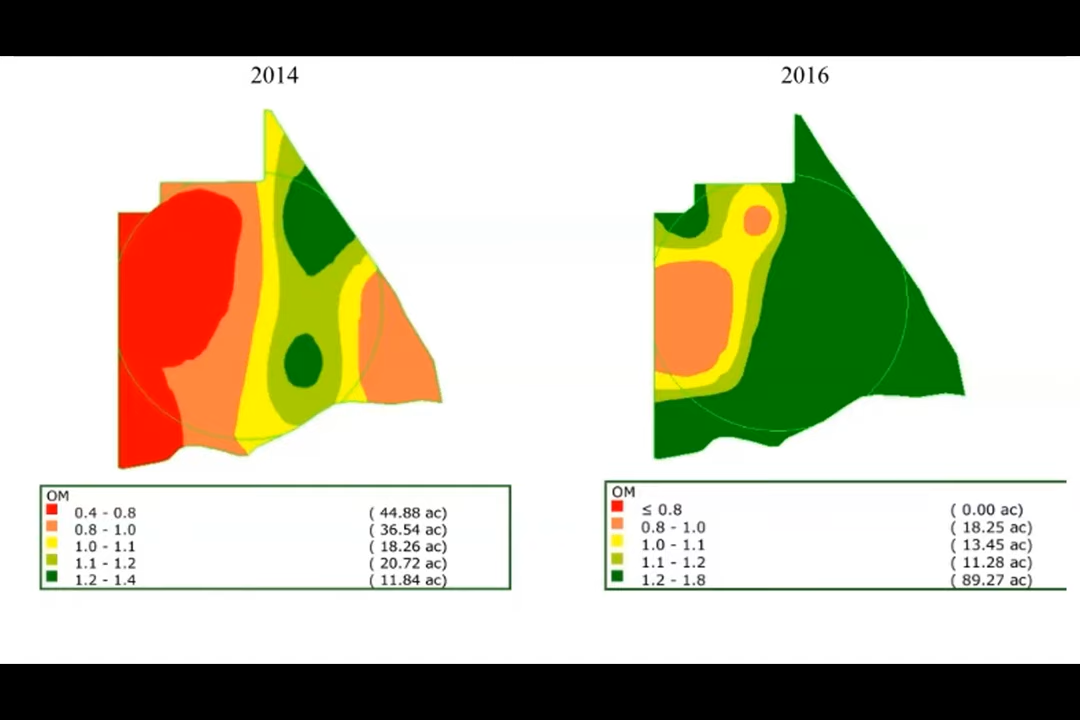 2014
2016
OM
0.4 - 0.8 ( 44.88 ac)
0.8 - 1.0 ( 36.54 ac)
1.0 - 1.1 ( 18.26 ac)
1.1 - 1.2 ( 20.72 ac)
1.2 - 1.4 ( 11.84 ac)
OM
≤ 0.8 ( 0.00 ac)
0.8 - 1.0 ( 18.25 ac)
1.0 - 1.1 ( 13.45 ac)
1.1 - 1.2 ( 11.28 ac)
1.2 - 1.8 ( 89.27 ac)